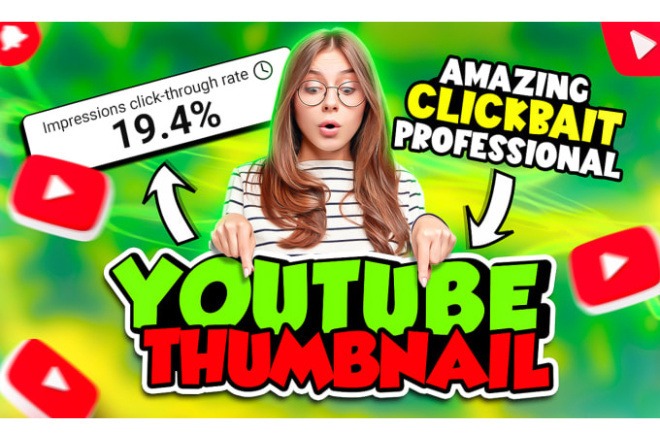 Impressions click-through rate
19.4%
AMAZING
CLICKBAIT
PROFESSIONAL
YOUTUBE
THUMBNAIL